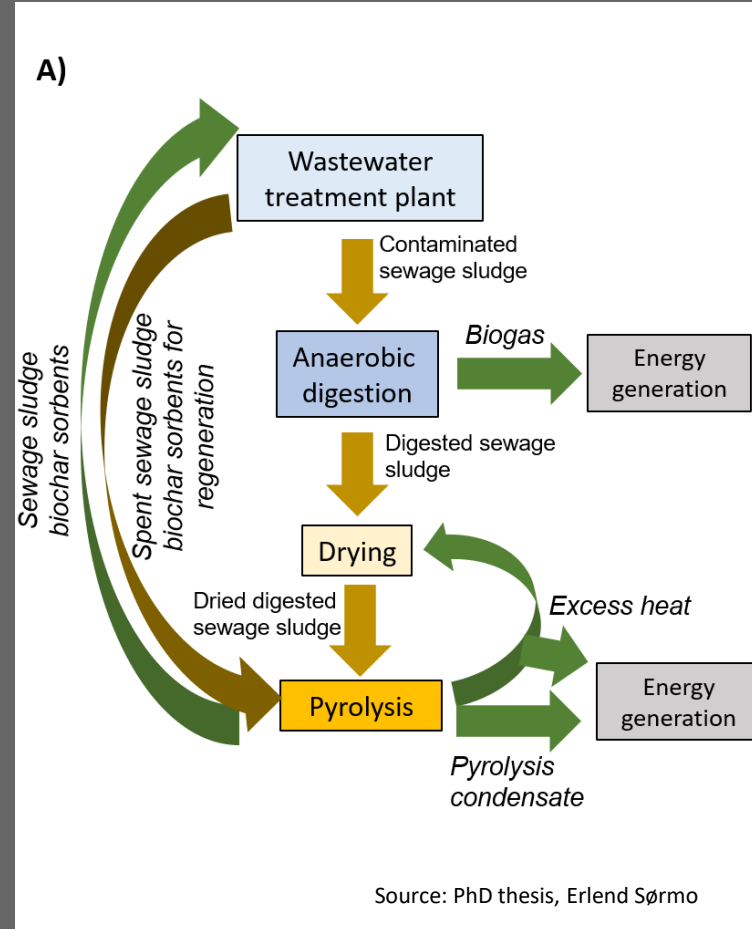 A)
Wastewater
treatment plant
Contaminated
sewage sludge
Anaerobic
digestion
Biogas
Energy
generation
Digested sewage
sludge
Drying
Dried digested
sewage sludge
Excess heat
Pyrolysis
Energy
generation
Pyrolysis
condensate
Sewage sludge
biochar sorbents
Spent sewage sludge
biochar sorbents for
regeneration
Source: PhD thesis, Erlend Sørmo